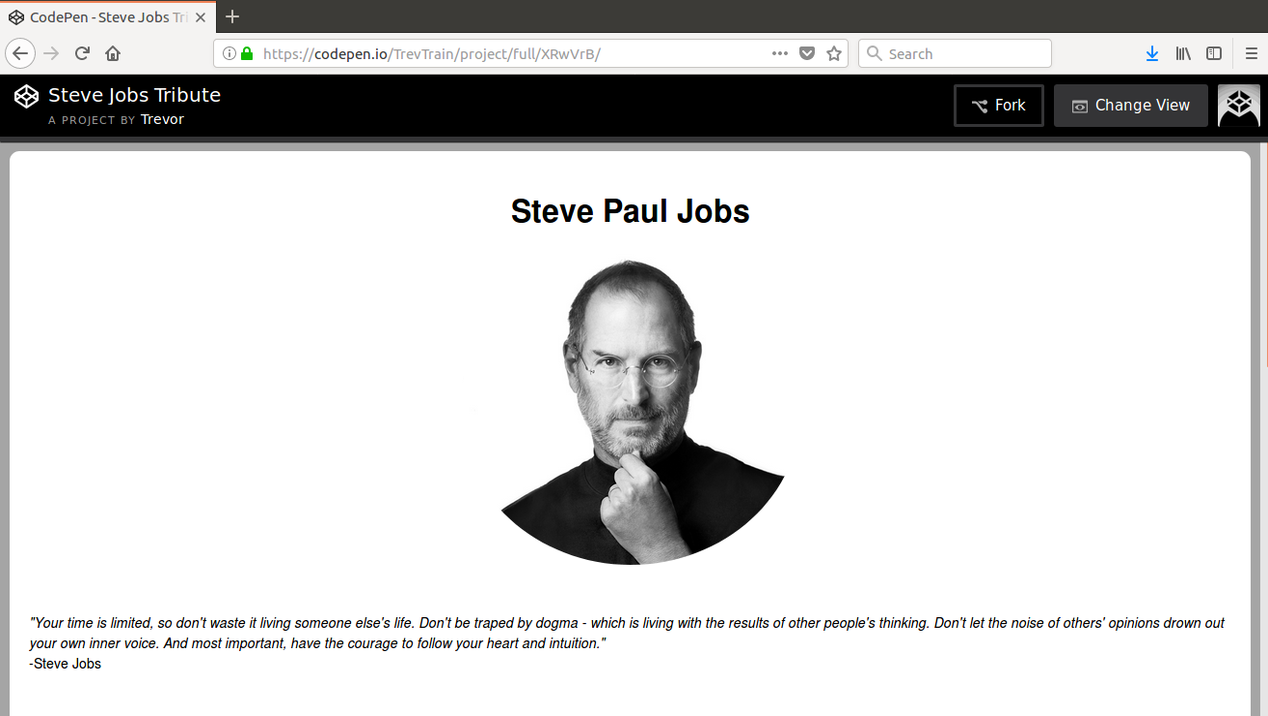 CodePen - Steve Jobs Tri
https://codepen.io/TrevTrain/project/full/XRwVrB/
Search
Steve Jobs Tribute
A PROJECT BY Trevor
Fork
Change View
Steve Paul Jobs
"Your time is limited, so don't waste it living someone else's life. Don't be traped by dogma - which is living with the results of other people's thinking. Don't let the noise of others' opinions drown out
your own inner voice. And most important, have the courage to follow your heart and intuition."
-Steve Jobs